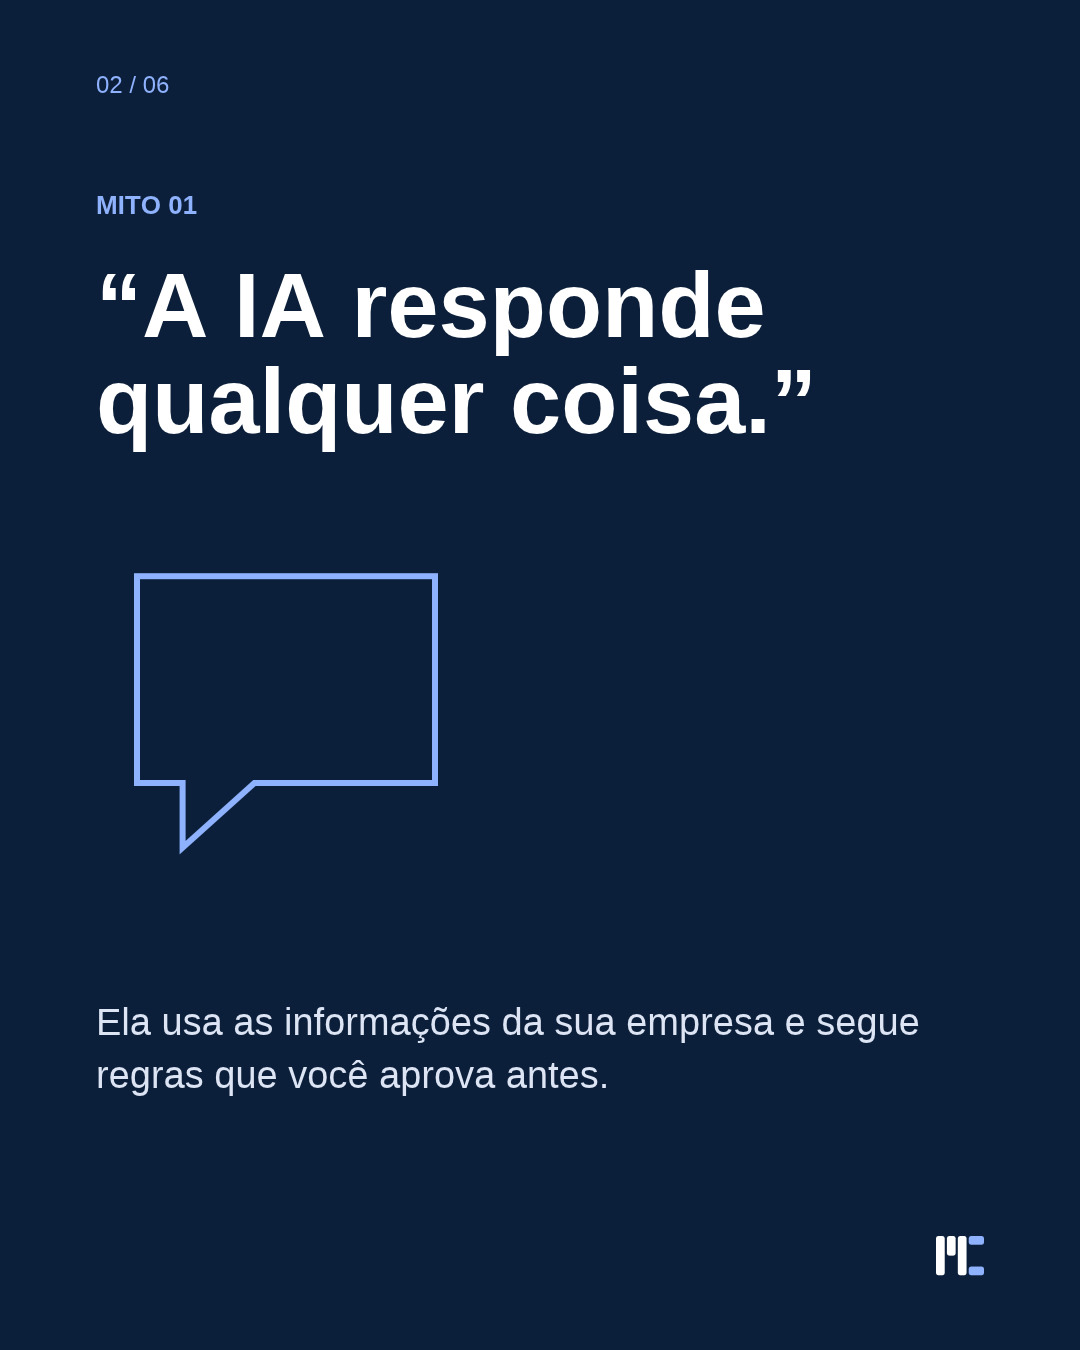 02 / 06
MITO 01
“A IA responde
qualquer coisa.”
Ela usa as informações da sua empresa e segue
regras que você aprova antes.
MC